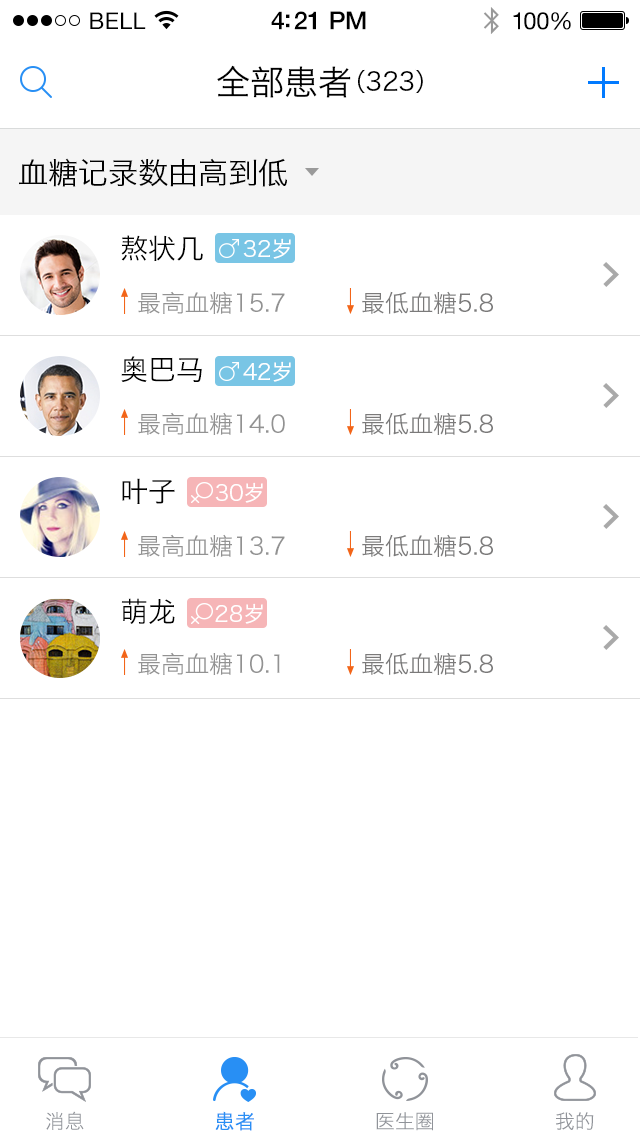 BELL 4:21 PM 100%
全部患者(323)
血糖记录数由高到低
熬状几 ♂32岁
最高血糖15.7 最低血糖5.8
奥巴马 ♂42岁
最高血糖14.0 最低血糖5.8
叶子 ♀30岁
最高血糖13.7 最低血糖5.8
萌龙 ♀28岁
最高血糖10.1 最低血糖5.8
消息 患者 医生圈 我的